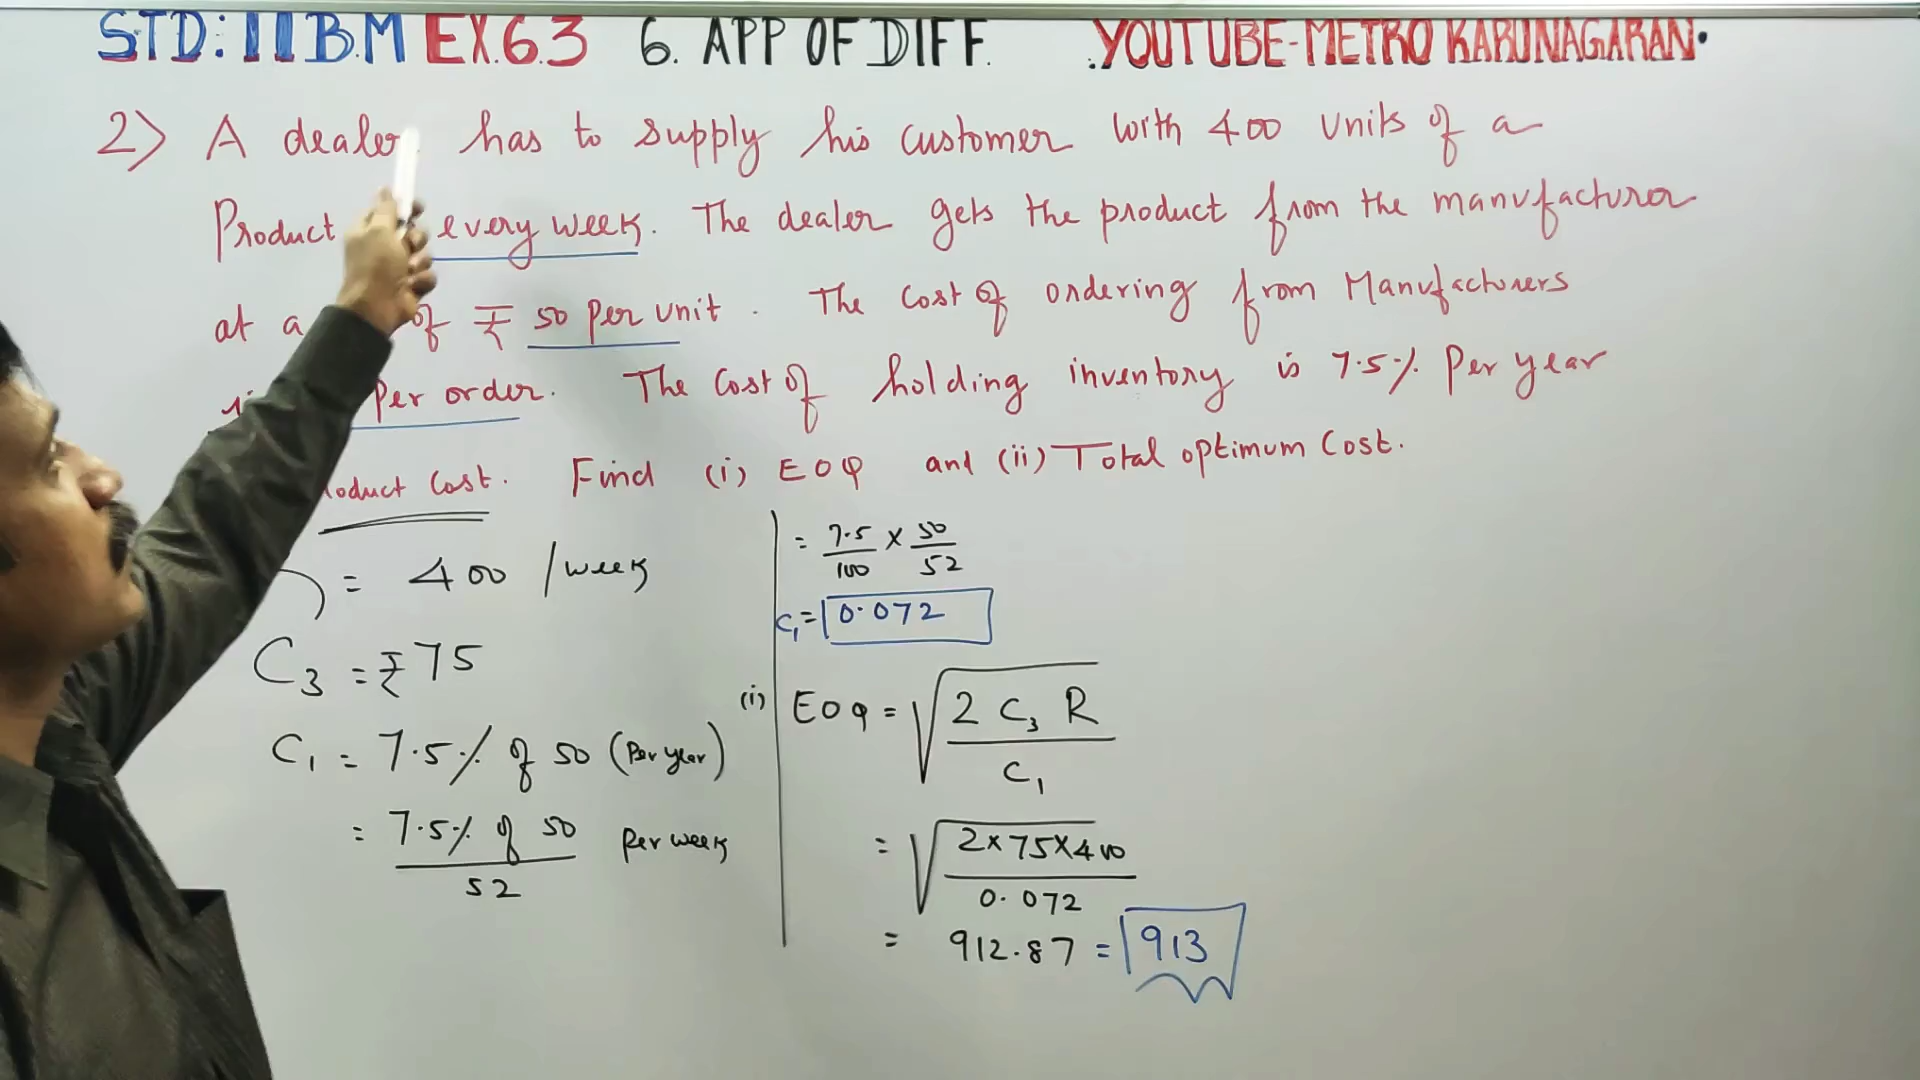 STD: 11 B.M EX.6.3 6. APP OF DIFF. YOUTUBE-METRO KARUNAGARAN.
2) A dealer has to supply his customer with 400 units of a
Product every week. The dealer gets the product from the manufacturer
at a of ₹ 50 per unit. The cost of ordering from Manufacturers
per order. The Cost of holding inventory is 7.5% Per year
Cost. Find (i) EOQ and (ii) Total optimum Cost.
= 400 /week
C3 = ₹ 75
C1 = 7.5% of 50 (Per year)
= 7.5% of 50 / 52 Per week
= 7.5/100 × 50/52
C1 = 0.072
(i) EOQ = √(2 C3 R / C1)
= √(2×75×400 / 0.072)
= 912.87 = 913